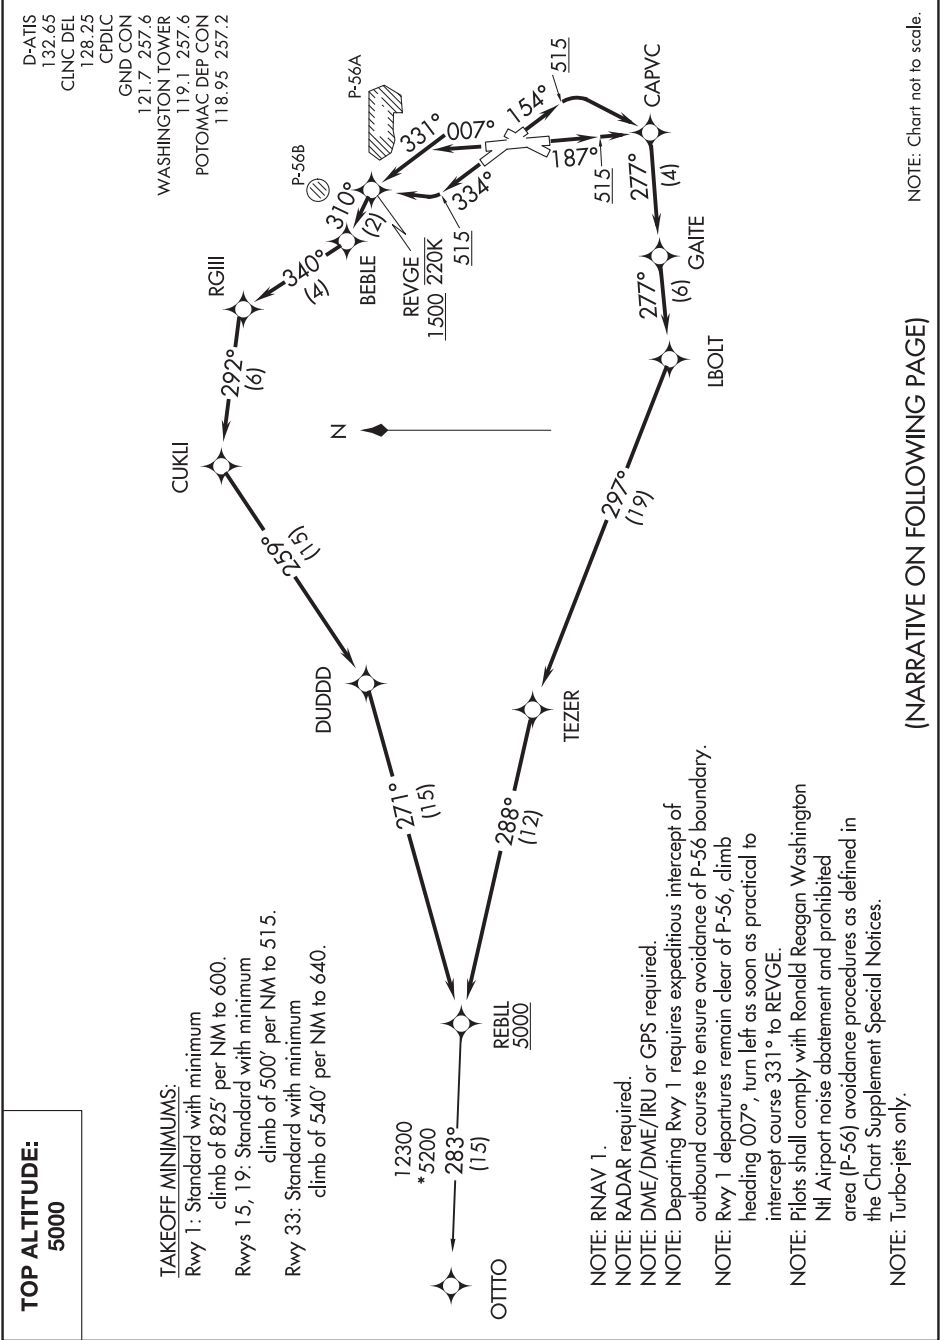 TOP ALTITUDE:
5000
D-ATIS
132.65
CLNC DEL
128.25
CPDLC
GND CON
121.7 257.6
WASHINGTON TOWER
119.1 257.6
POTOMAC DEP CON
118.95 257.2
TAKEOFF MINIMUMS:
Rwy 1: Standard with minimum
climb of 825' per NM to 600.
Rwys 15, 19: Standard with minimum
climb of 500' per NM to 515.
Rwy 33: Standard with minimum
climb of 540' per NM to 640.
P-56A
P-56B
RGIII
CUKLI
292°
(6)
340°
(4)
310°
(2)
331°
007°
334°
515
BEBLE
REVGE
1500 220K
154°
515
187°
515
CAPVC
277°
(4)
GAITE
277°
(6)
LBOLT
N
259°
(15)
DUDDD
297°
(19)
TEZER
271°
(15)
288°
(12)
REBLL
5000
12300
*5200
283°
(15)
OTTTO
NOTE: RNAV 1.
NOTE: RADAR required.
NOTE: DME/DME/IRU or GPS required.
NOTE: Departing Rwy 1 requires expeditious intercept of
outbound course to ensure avoidance of P-56 boundary.
NOTE: Rwy 1 departures remain clear of P-56, climb
heading 007°, turn left as soon as practical to
intercept course 331° to REVGE.
NOTE: Pilots shall comply with Ronald Reagan Washington
Ntl Airport noise abatement and prohibited
area (P-56) avoidance procedures as defined in
the Chart Supplement Special Notices.
NOTE: Turbo-jets only.
(NARRATIVE ON FOLLOWING PAGE)
NOTE: Chart not to scale.